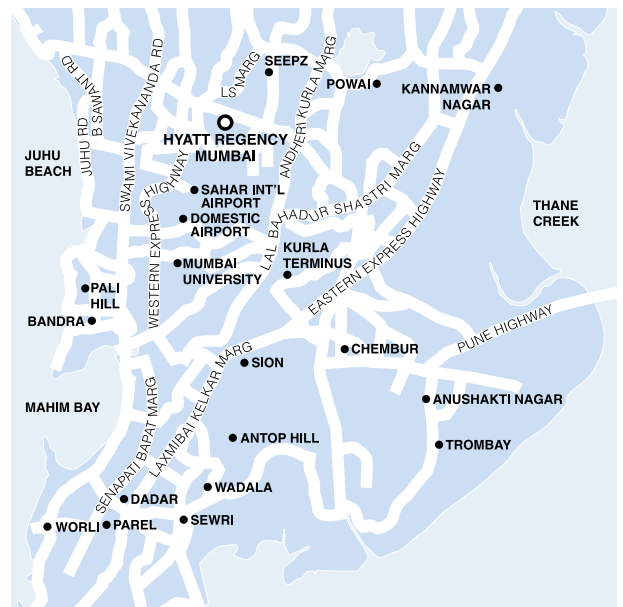 SEEPZ
POWAI
KANNAMWAR
NAGAR
JUHU RD
B SAWANT RD
SWAMI VIVEKANANDA RD
LS MARG
ANDHERI KURLA MARG
HYATT REGENCY
MUMBAI
JUHU
BEACH
WESTERN EXPRESS HIGHWAY
SAHAR INT'L
AIRPORT
DOMESTIC
AIRPORT
LAL BAHADUR SHASTRI MARG
THANE
CREEK
KURLA
TERMINUS
MUMBAI
UNIVERSITY
EASTERN EXPRESS HIGHWAY
PALI
HILL
BANDRA
PUNE HIGHWAY
CHEMBUR
SION
LAXMIBAI KELKAR MARG
SENAPATI BAPAT MARG
MAHIM BAY
ANUSHAKTI NAGAR
ANTOP HILL
TROMBAY
WADALA
DADAR
WORLI
PAREL
SEWRI